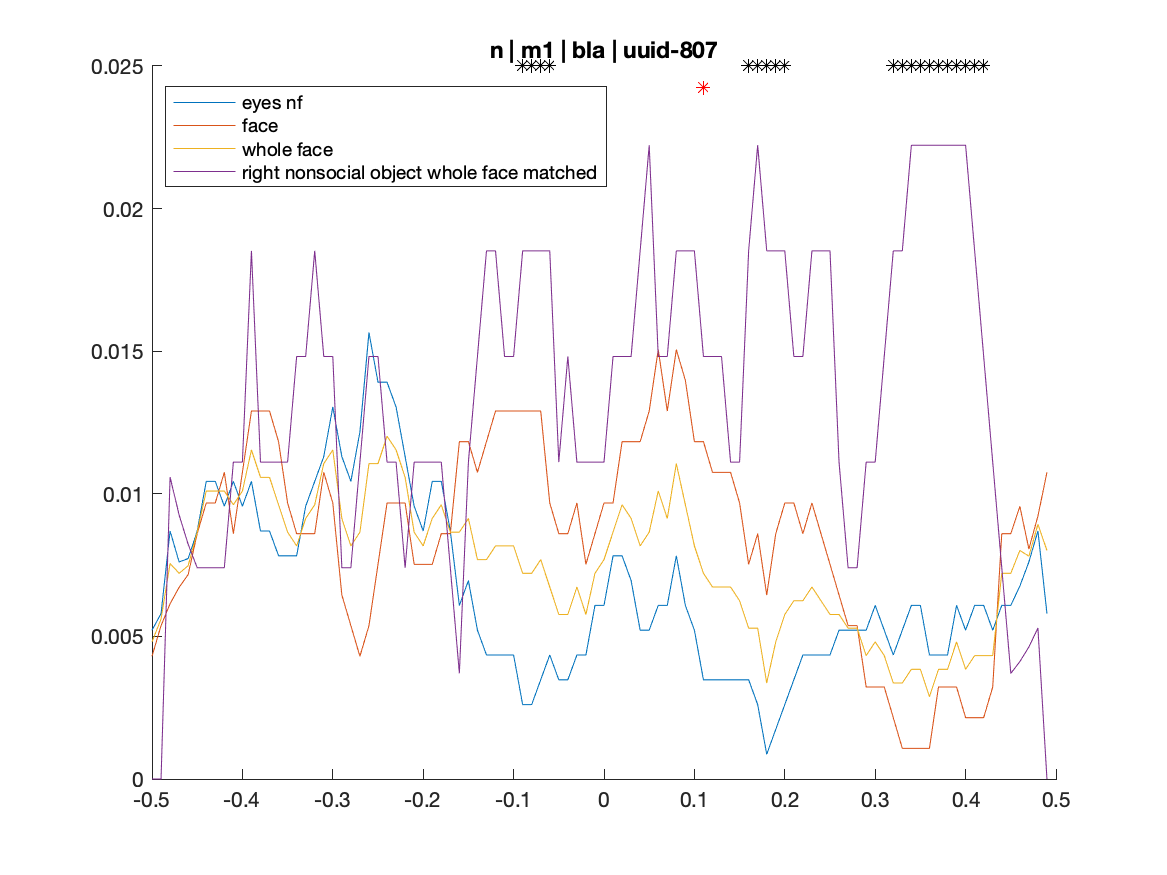 n | m1 | bla | uuid-807
0.025
0.02
0.015
0.01
0.005
0
eyes nf
face
whole face
right nonsocial object whole face matched
-0.5 -0.4 -0.3 -0.2 -0.1 0 0.1 0.2 0.3 0.4 0.5